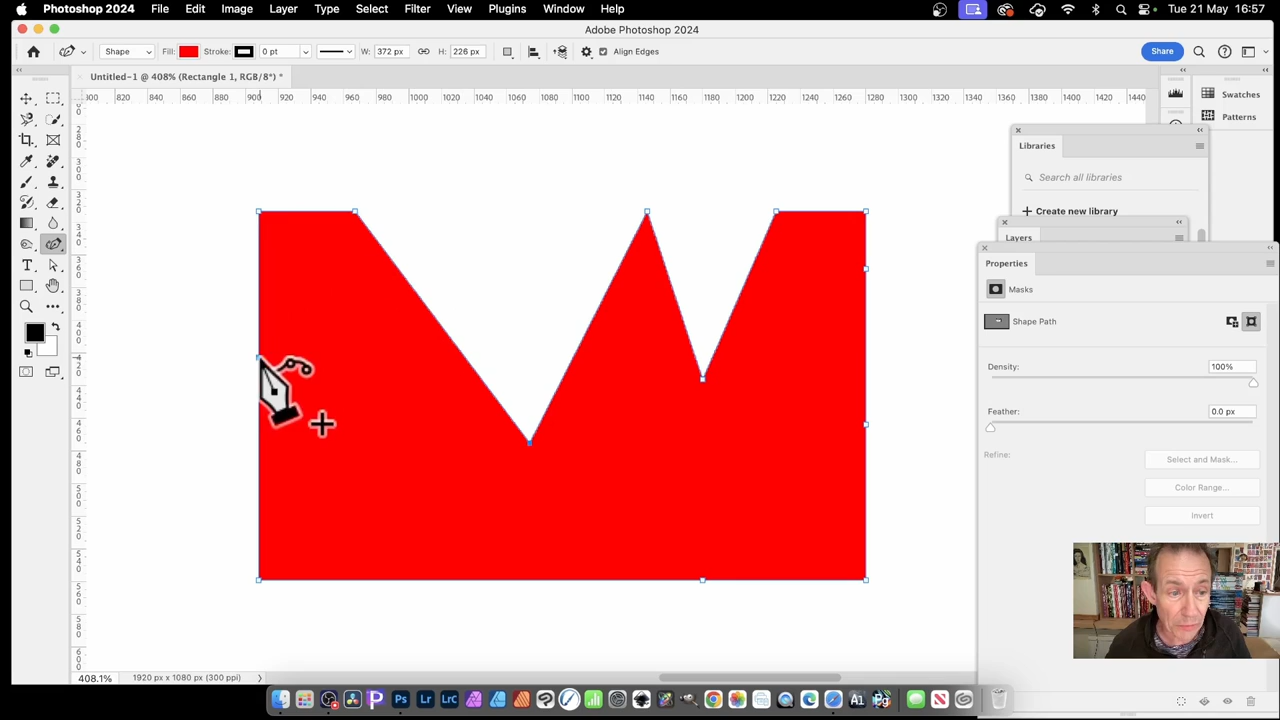 Photoshop 2024 File Edit Image Layer Type Select Filter View Plugins Window Help Tue 21 May 16:57
Adobe Photoshop 2024
Shape Fill: Stroke: 0 pt W: 372 px H: 226 px Align Edges Share
Untitled-1 @ 408% (Rectangle 1, RGB/8*) *
800 820 840 860 880 900 920 940 960 980 1000 1020 1040 1060 1080 1100 1120 1140 1160 1180 1200 1220 1240 1260 1280 1300 1320 1340 1360 1380 1400 1420 1440
Swatches
Patterns
Libraries
Search all libraries
+ Create new library
Layers
Properties
Masks
Shape Path
Density: 100%
Feather: 0.0 px
Refine: Select and Mask...
Color Range...
Invert
408.1% 1920 px x 1080 px (300 ppi)